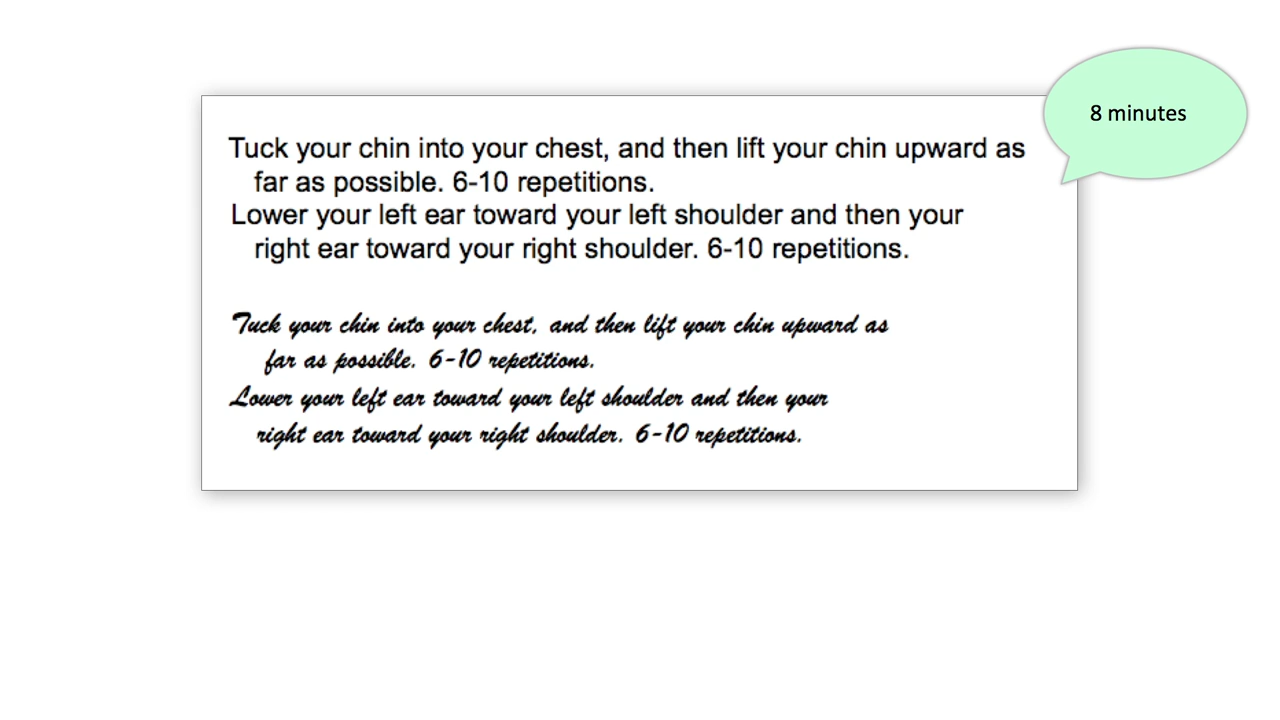 8 minutes
Tuck your chin into your chest, and then lift your chin upward as
far as possible. 6-10 repetitions.
Lower your left ear toward your left shoulder and then your
right ear toward your right shoulder. 6-10 repetitions.
Tuck your chin into your chest, and then lift your chin upward as
far as possible. 6-10 repetitions.
Lower your left ear toward your left shoulder and then your
right ear toward your right shoulder. 6-10 repetitions.